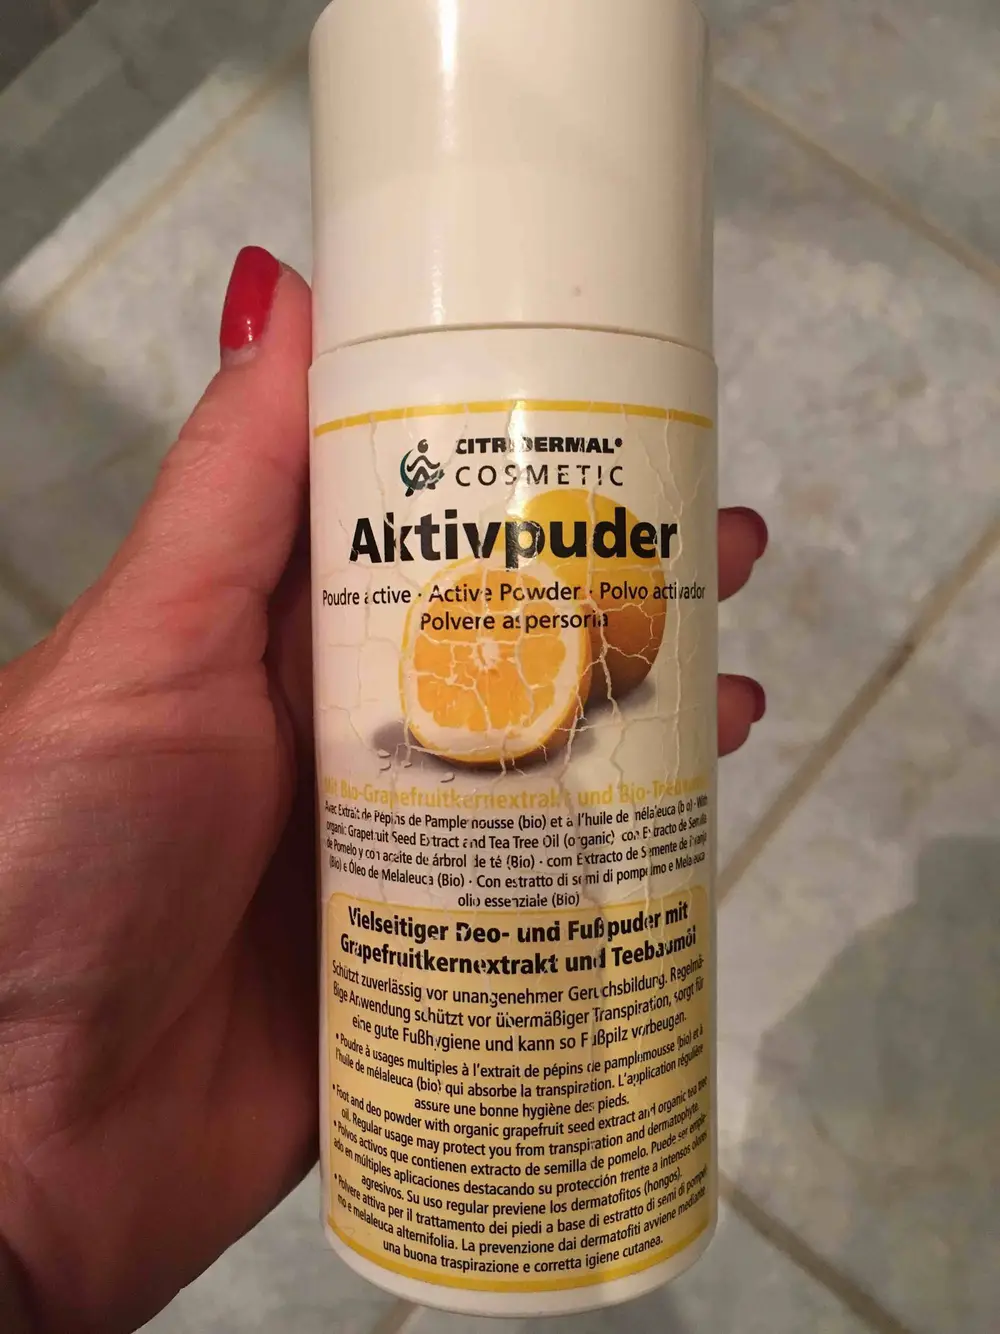 CITRIDERMAL®
COSMETIC
Aktivpuder
Poudre active · Active Powder · Polvo activador
Polvere aspersoria
Mit Bio-Grapefruitkernextrakt und Bio-Teebaumöl
Avec Extrait de Pépins de Pamplemousse (bio) et à l'huile de mélaleuca (bio) · With
organic Grapefruit Seed Extract and Tea Tree Oil (organic) con Extracto de Semilla
de Pomelo y con aceite de árbol de té (Bio) · com Extracto de Semente de Toranja
(Bio) e Óleo de Melaleuca (Bio) · Con estratto di semi di pompelmo e Melaleuca
olio essenziale (Bio)
Vielseitiger Deo- und Fußpuder mit
Grapefruitkernextrakt und Teebaumöl
Schützt zuverlässig vor unangenehmer Geruchsbildung. Regelmä-
ßige Anwendung schützt vor übermäßiger Transpiration, sorgt für
eine gute Fußhygiene und kann so Fußpilz vorbeugen.
• Poudre à usages multiples à l'extrait de pépins de pamplemousse (bio) et à
l'huile de mélaleuca (bio) qui absorbe la transpiration. L'application régulière
assure une bonne hygiène des pieds.
• Foot and deo powder with organic grapefruit seed extract and organic tea tree
oil. Regular usage may protect you from transpiration and dermatophyte.
• Polvos activos que contienen extracto de semilla de pomelo. Puede ser emple-
ado en múltiples aplicaciones destacando su protección frente a intensos olores
agresivos. Su uso regular previene los dermatofitos (hongos).
• Polvere attiva per il trattamento dei piedi a base di estratto di semi di pompel-
mo e melaleuca alternifolia. La prevenzione dai dermatofiti avviene mediante
una buona traspirazione e corretta igiene cutanea.